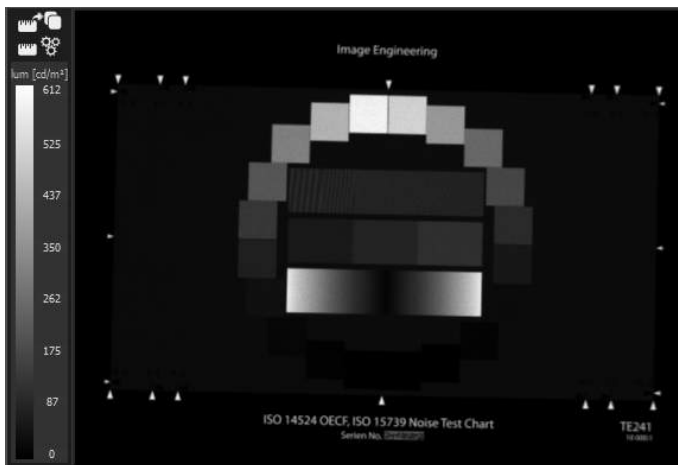 lum [cd/m²]
612
525
437
350
262
175
87
0
Image Engineering
ISO 14524 OECF, ISO 15739 Noise Test Chart
Serien No.
TE241